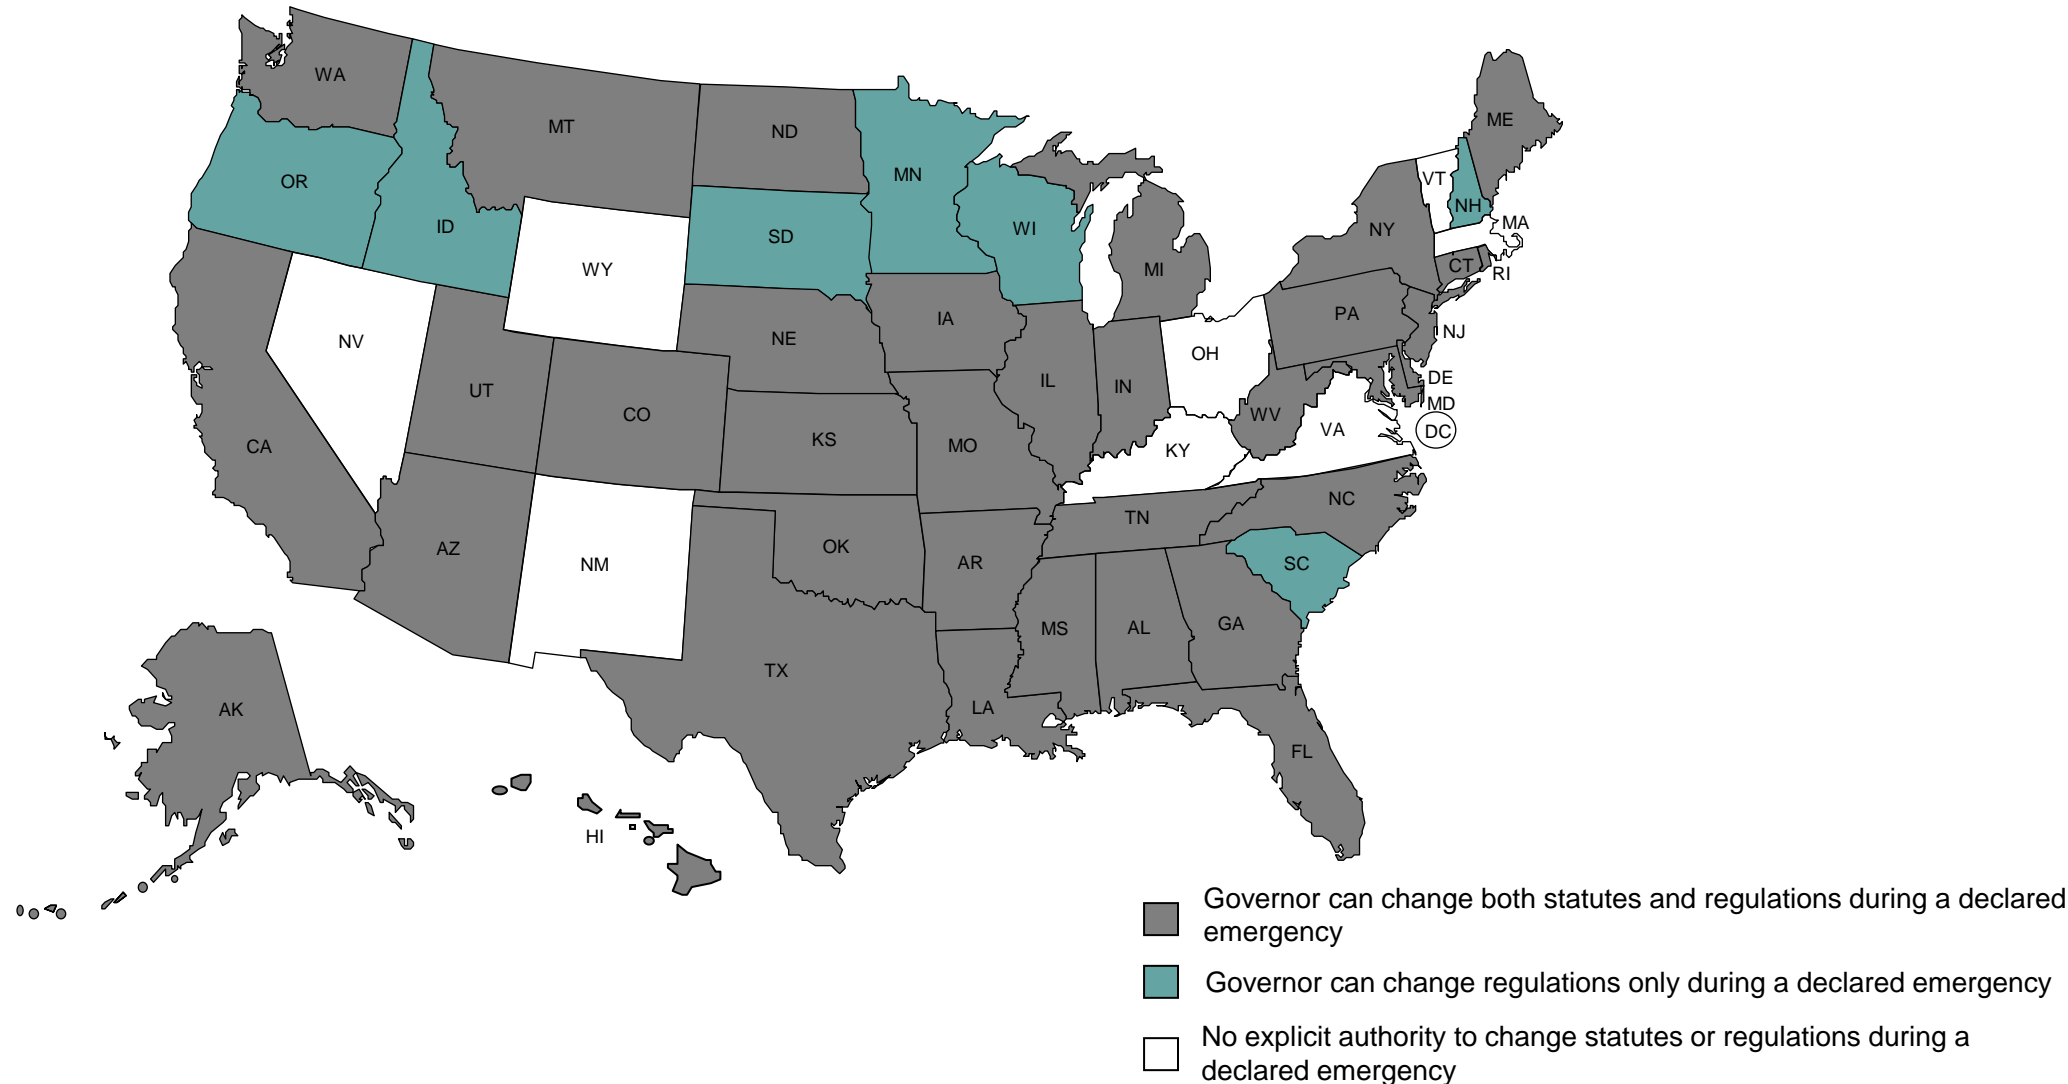 WA
MT
ND
ME
MN
VT
OR
NH
ID
MA
WI
NY
SD
CT
MI
RI
WY
PA
IA
NJ
NE
NV
OH
DE
IL
IN
UT
MD
CO
WV
VA
DC
KS
CA
MO
KY
NC
TN
OK
AZ
AR
NM
SC
GA
MS
AL
TX
LA
AK
FL
HI
Governor can change both statutes and regulations during a declared
emergency
Governor can change regulations only during a declared emergency
No explicit authority to change statutes or regulations during a
declared emergency